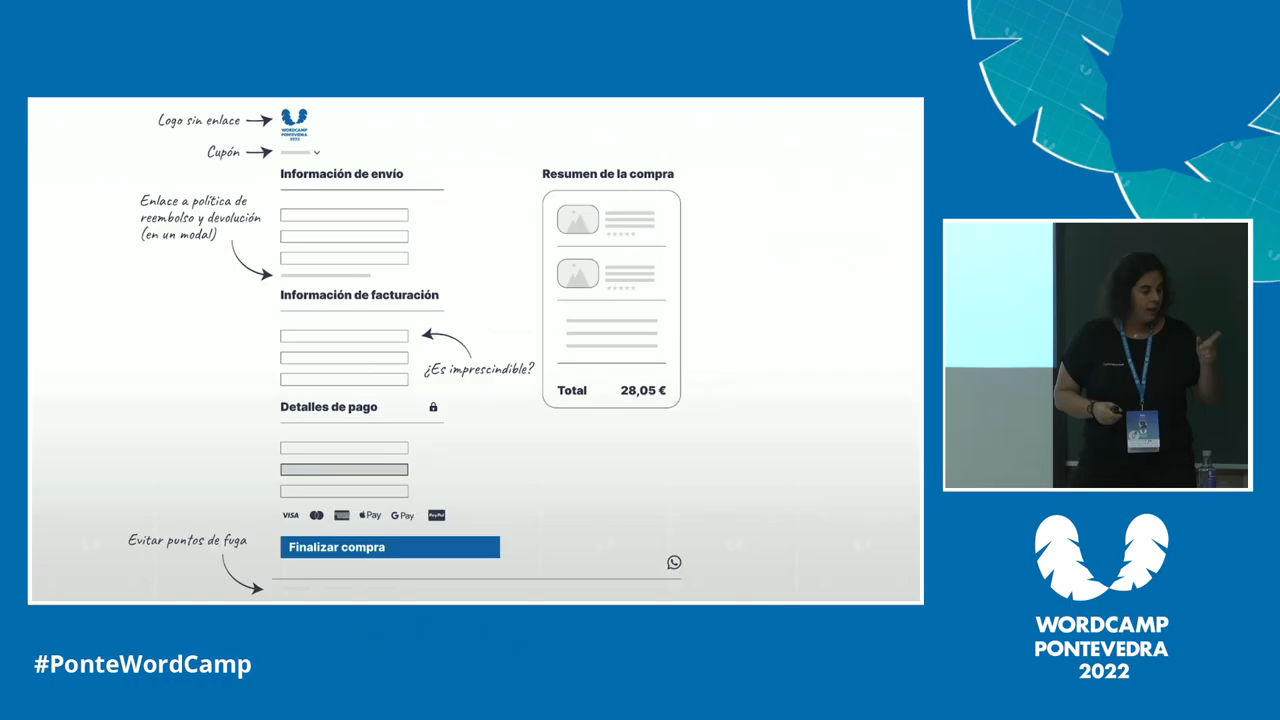 Logo sin enlace
WORDCAMP
PONTEVEDRA
2022
Cupón
Información de envío
Enlace a política de
reembolso y devolución
(en un modal)
Información de facturación
¿Es imprescindible?
Detalles de pago
VISA
Pay
G Pay
PayPal
Evitar puntos de fuga
Finalizar compra
Resumen de la compra
Total 28,05 €
#PonteWordCamp
WORDCAMP
PONTEVEDRA
2022